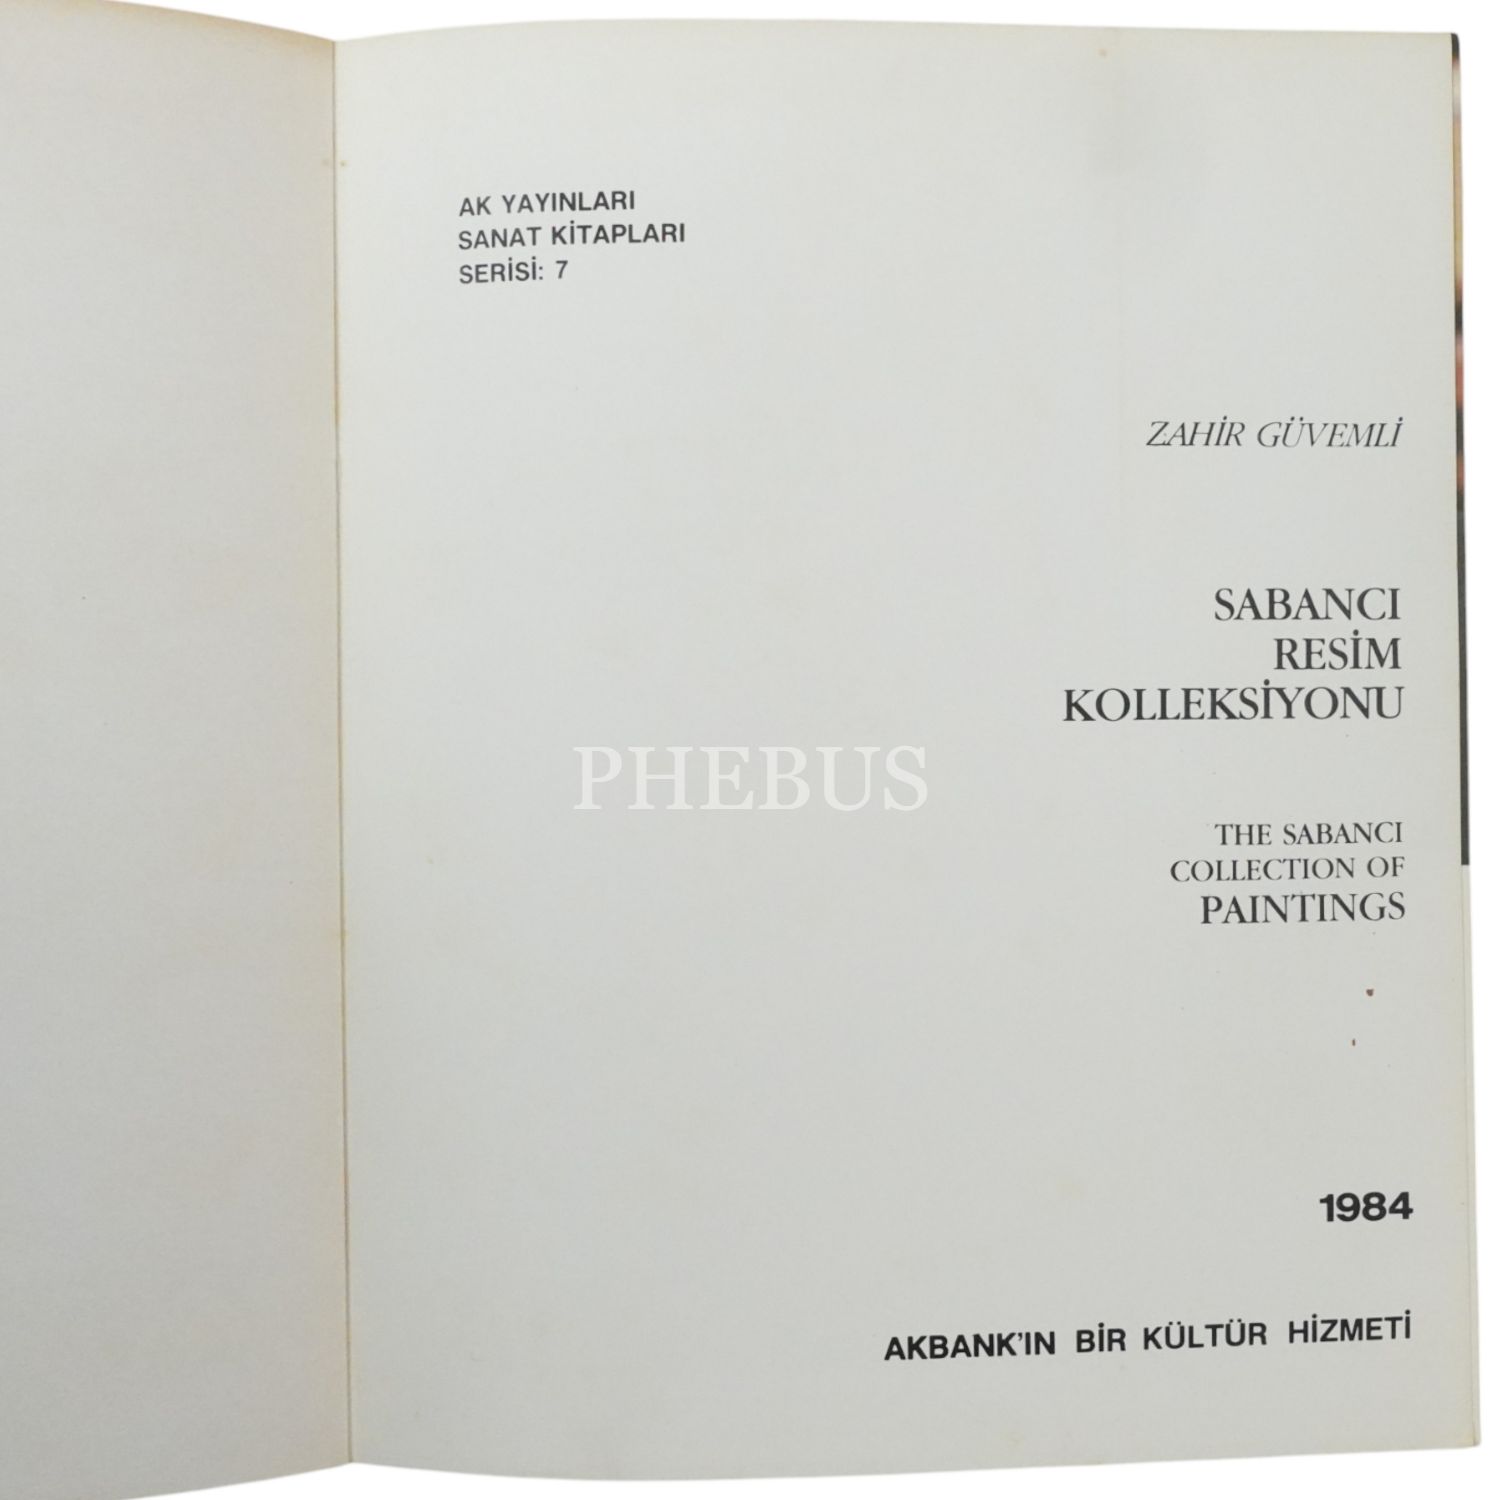 AK YAYINLARI
SANAT KİTAPLARI
SERİSİ: 7
ZAHİR GÜVEMLİ
SABANCI
RESİM
KOLLEKSİYONU
PHEBUS
THE SABANCI
COLLECTION OF
PAINTINGS
1984
AKBANK'IN BİR KÜLTÜR HİZMETİ